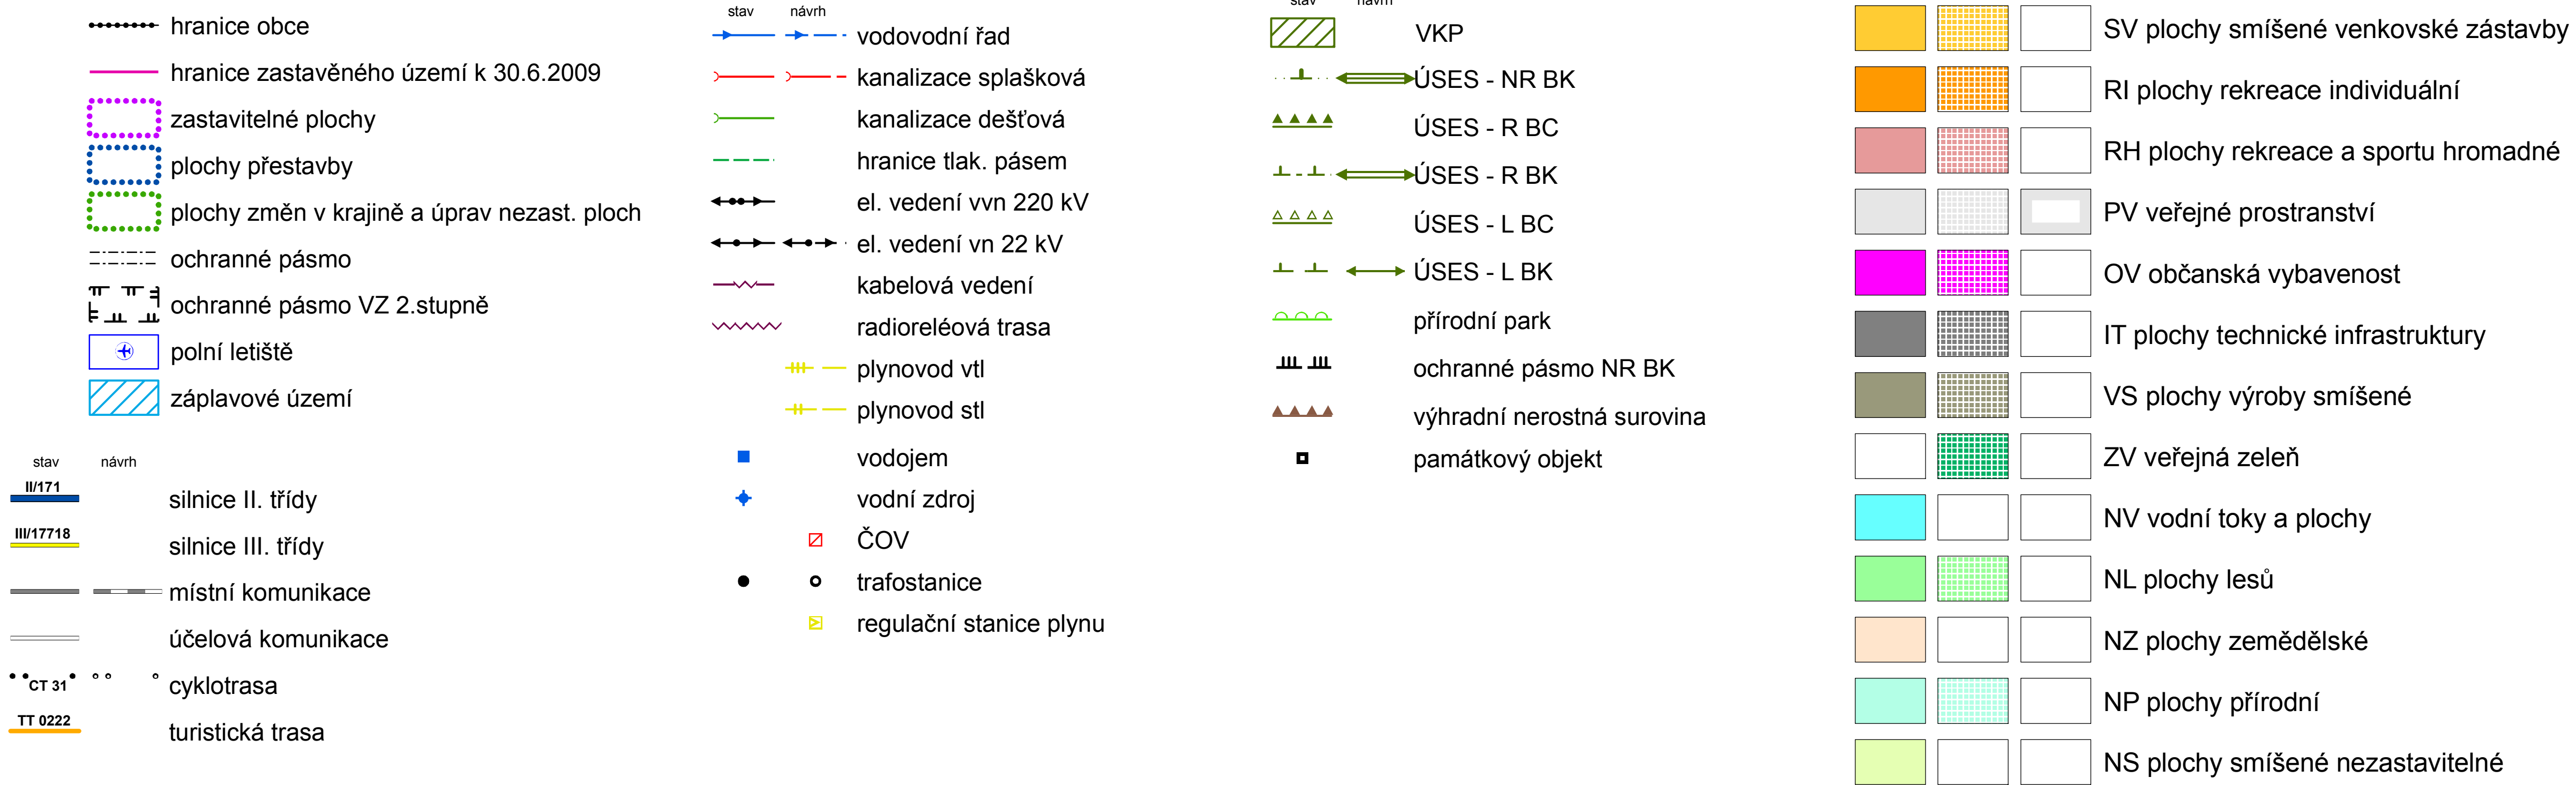 hranice obce
hranice zastavěného území k 30.6.2009
zastavitelné plochy
plochy přestavby
plochy změn v krajině a úprav nezast. ploch
ochranné pásmo
ochranné pásmo VZ 2.stupně
polní letiště
záplavové území
stav návrh
II/171
silnice II. třídy
III/17718
silnice III. třídy
místní komunikace
účelová komunikace
CT 31
cyklotrasa
TT 0222
turistická trasa
stav návrh
vodovodní řad
kanalizace splašková
kanalizace dešťová
hranice tlak. pásem
el. vedení vvn 220 kV
el. vedení vn 22 kV
kabelová vedení
radioreléová trasa
plynovod vtl
plynovod stl
vodojem
vodní zdroj
ČOV
trafostanice
regulační stanice plynu
stav návrh
VKP
ÚSES - NR BK
ÚSES - R BC
ÚSES - R BK
ÚSES - L BC
ÚSES - L BK
přírodní park
ochranné pásmo NR BK
výhradní nerostná surovina
památkový objekt
SV plochy smíšené venkovské zástavby
RI plochy rekreace individuální
RH plochy rekreace a sportu hromadné
PV veřejné prostranství
OV občanská vybavenost
IT plochy technické infrastruktury
VS plochy výroby smíšené
ZV veřejná zeleň
NV vodní toky a plochy
NL plochy lesů
NZ plochy zemědělské
NP plochy přírodní
NS plochy smíšené nezastavitelné